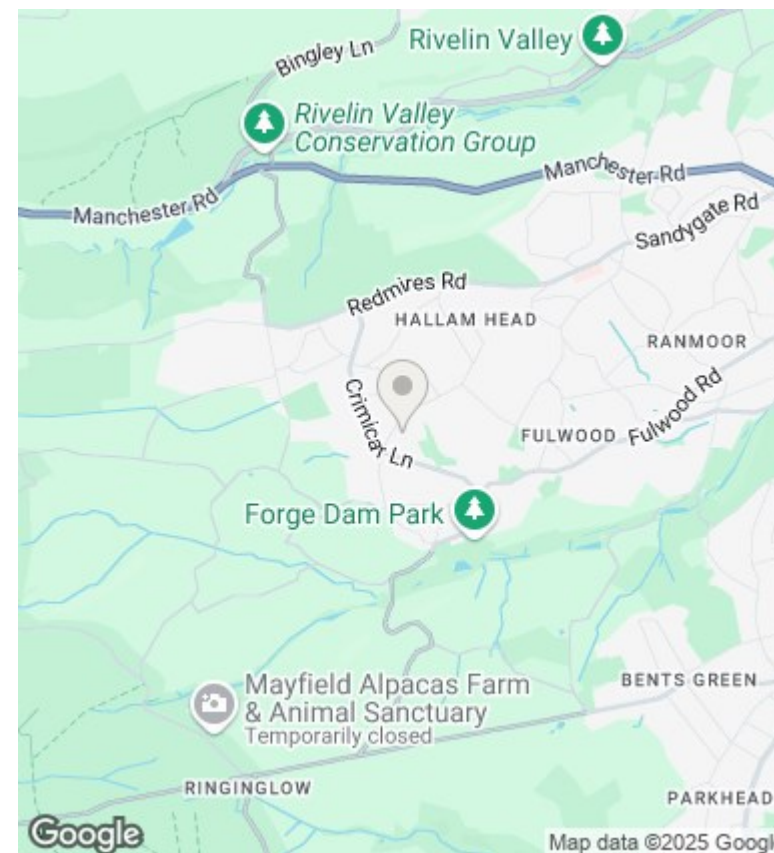 Rivelin Valley
Bingley Ln
Rivelin Valley
Conservation Group
Manchester Rd
Manchester Rd
Sandygate Rd
Redmires Rd
HALLAM HEAD
RANMOOR
Crimicar Ln
FULWOOD
Fulwood Rd
Forge Dam Park
Mayfield Alpacas Farm
& Animal Sanctuary
Temporarily closed
BENTS GREEN
RINGINGLOW
PARKHEAD
Google
Map data ©2025 Google